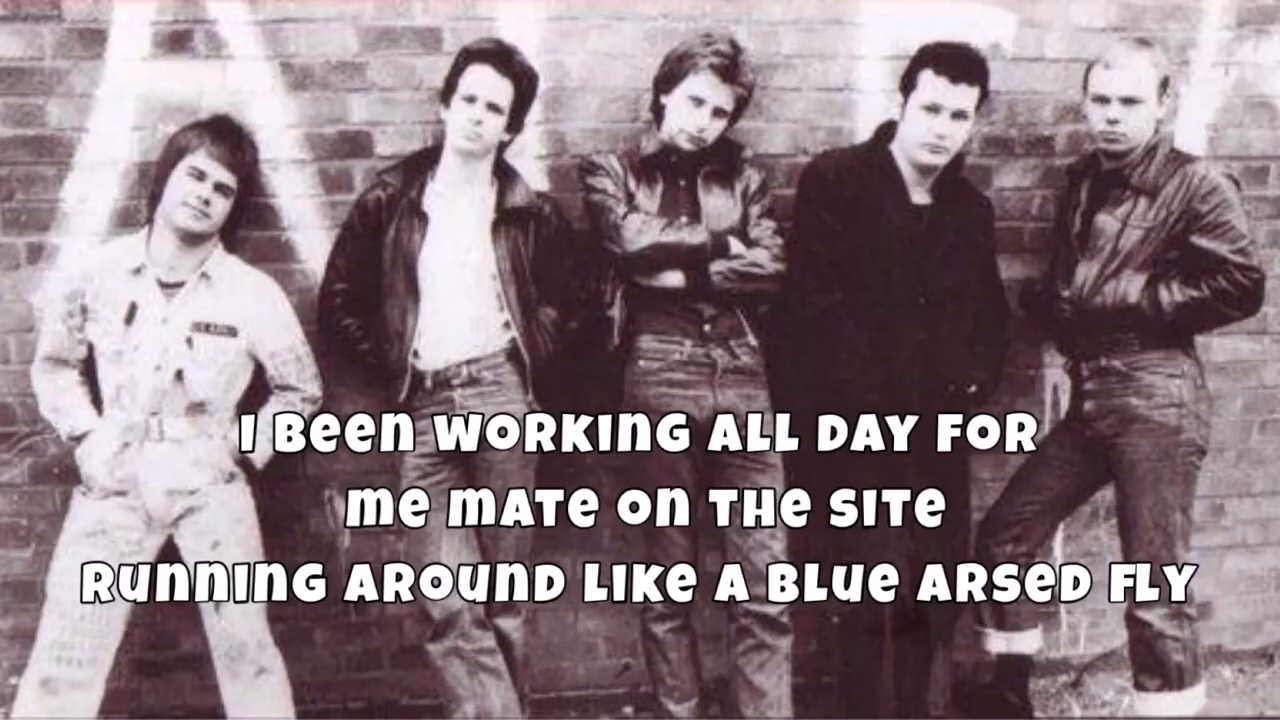 I BEEN WORKING ALL DAY FOR
ME MATE ON THE SITE
RUNNING AROUND LIKE A BLUE ARSED FLY